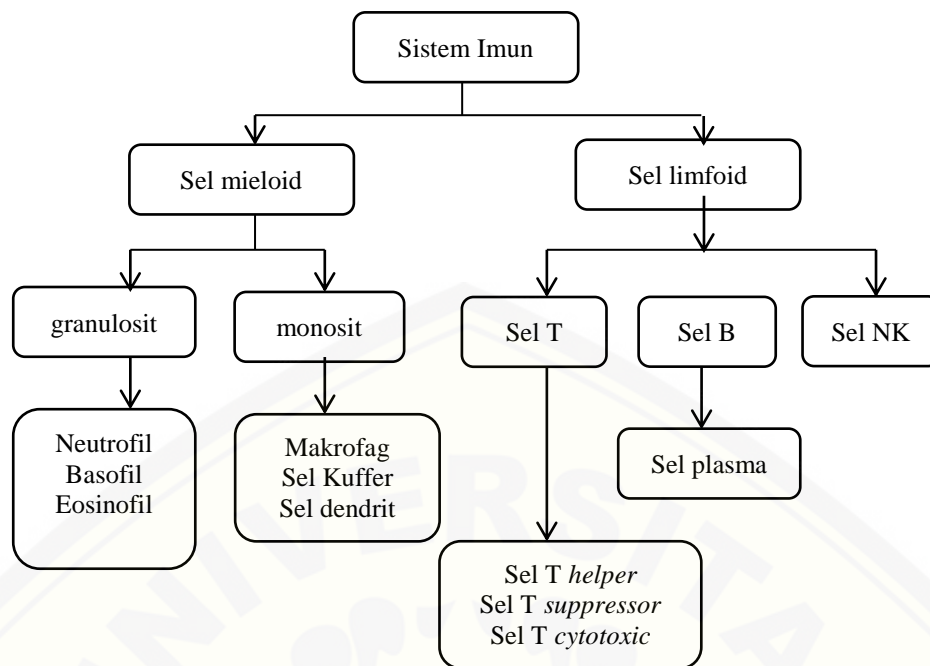 Sistem Imun
Sel mieloid
Sel limfoid
granulosit
monosit
Sel T
Sel B
Sel NK
Neutrofil
Basofil
Eosinofil
Makrofag
Sel Kuffer
Sel dendrit
Sel plasma
Sel T helper
Sel T suppressor
Sel T cytotoxic
UNIVERSITA